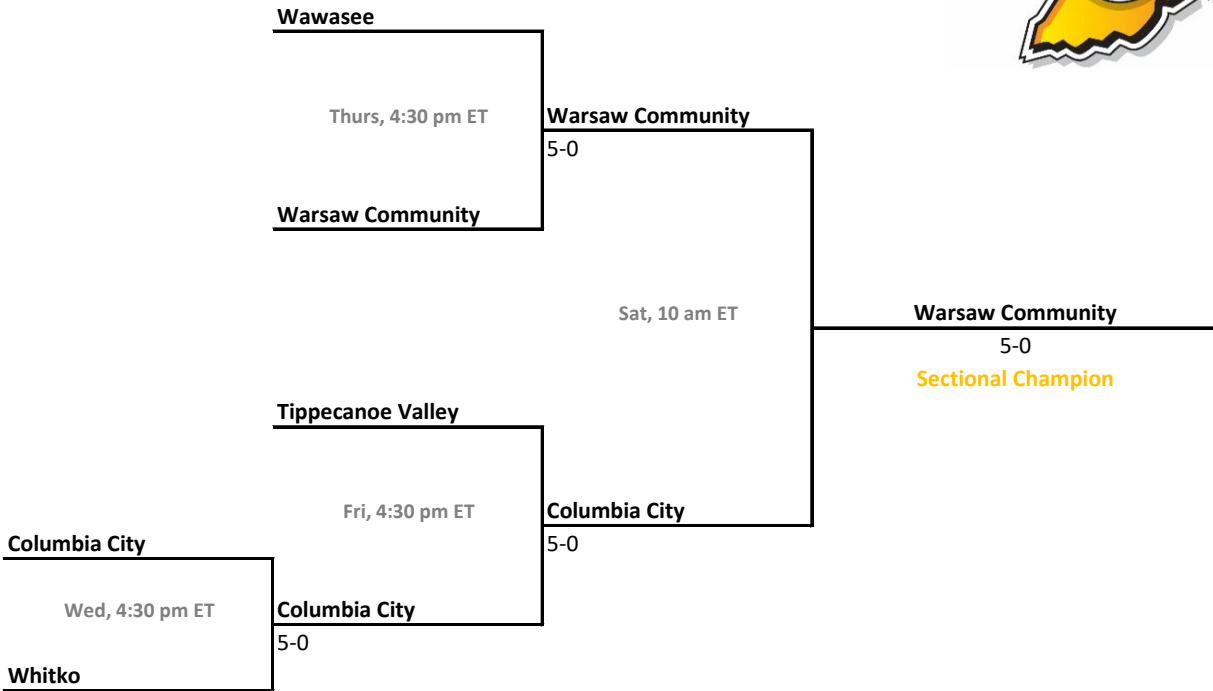 Wawasee
Thurs, 4:30 pm ET
Warsaw Community
5-0
Warsaw Community
Sat, 10 am ET
Warsaw Community
5-0
Sectional Champion
Tippecanoe Valley
Fri, 4:30 pm ET
Columbia City
5-0
Columbia City
Wed, 4:30 pm ET
Columbia City
5-0
Whitko